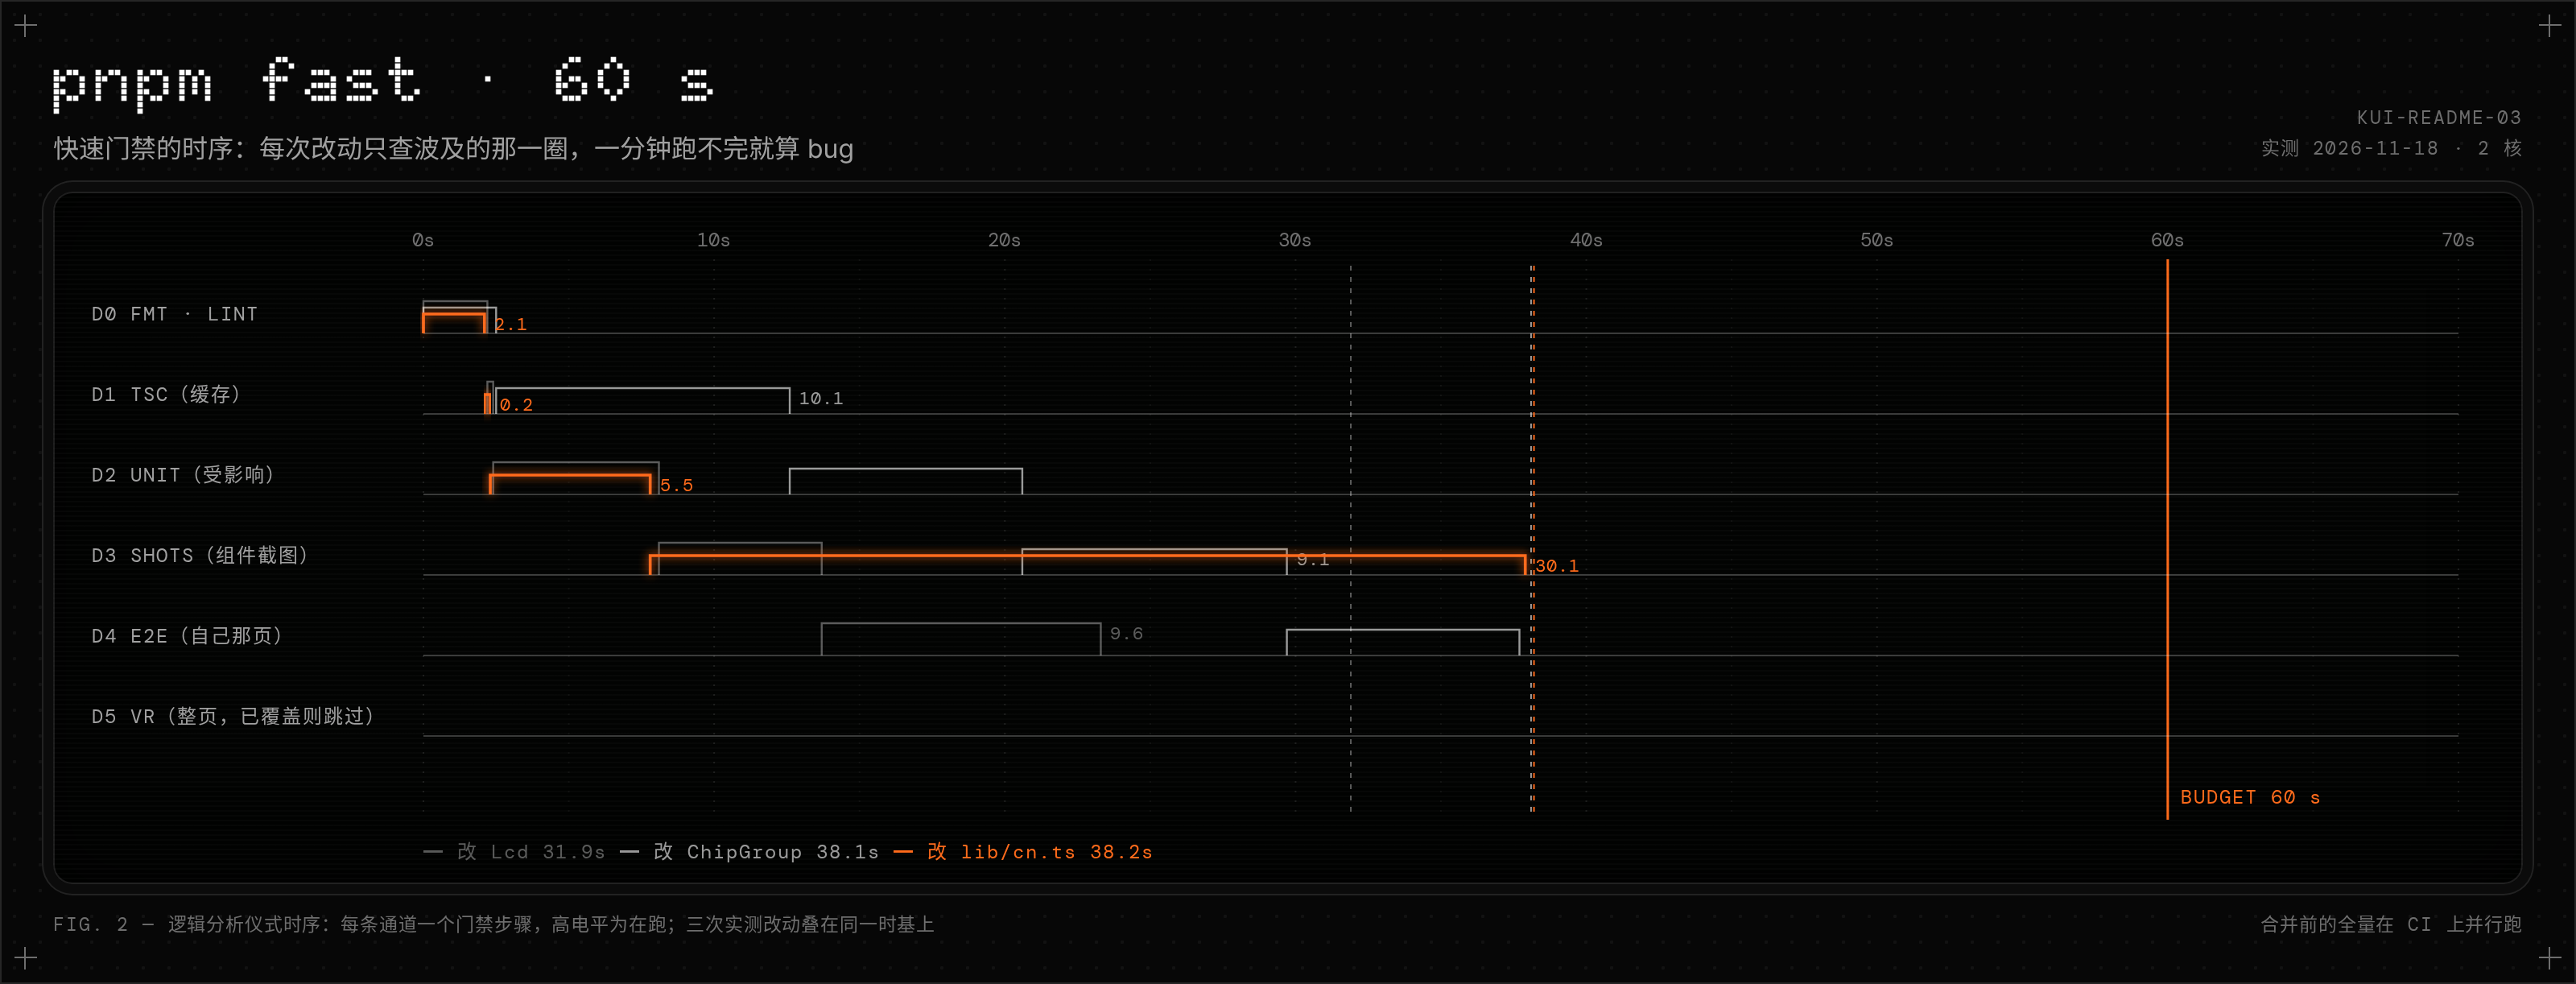 pnpm fast · 60 s
快速门禁的时序：每次改动只查波及的那一圈，一分钟跑不完就算 bug
KUI-README-03
实测 2026-11-18 · 2 核
0s 10s 20s 30s 40s 50s 60s 70s
D0 FMT · LINT 2.1
D1 TSC（缓存） 0.2 10.1
D2 UNIT（受影响） 5.5
D3 SHOTS（组件截图） 9.1 30.1
D4 E2E（自己那页） 9.6
D5 VR（整页，已覆盖则跳过）
BUDGET 60 s
改 Lcd 31.9s 改 ChipGroup 38.1s 改 lib/cn.ts 38.2s
FIG. 2 — 逻辑分析仪式时序：每条通道一个门禁步骤，高电平为在跑；三次实测改动叠在同一时基上
合并前的全量在 CI 上并行跑